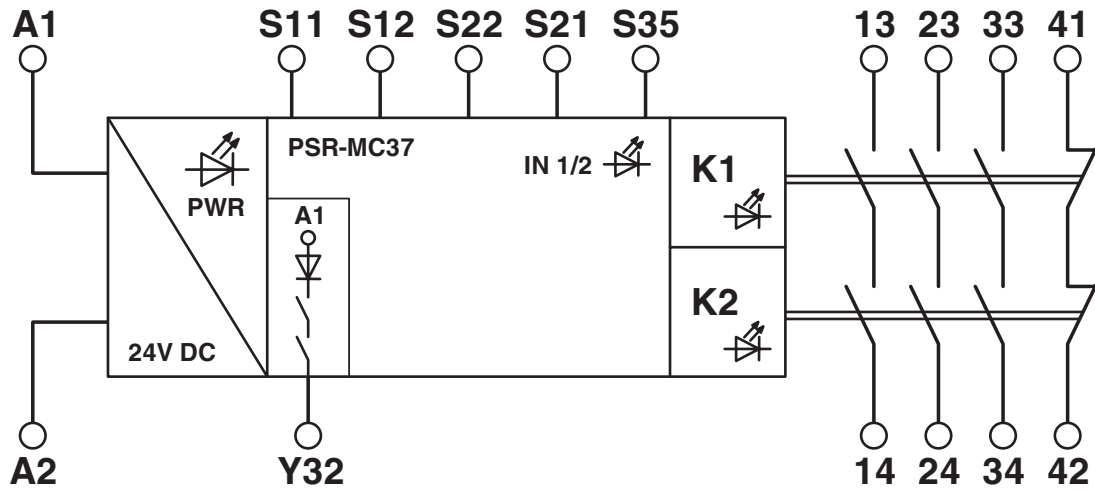 A1 S11 S12 S22 S21 S35 13 23 33 41
PSR-MC37
IN 1/2
K1
PWR
A1
K2
24V DC
A2 Y32 14 24 34 42